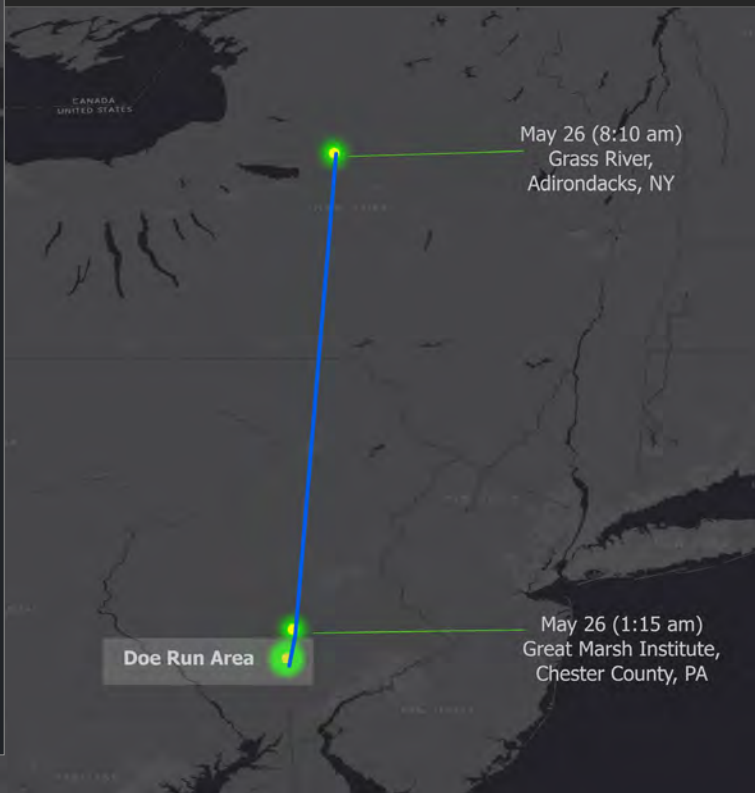 CANADA
UNITED STATES
May 26 (8:10 am)
Grass River,
Adirondacks, NY
Doe Run Area
May 26 (1:15 am)
Great Marsh Institute,
Chester County, PA